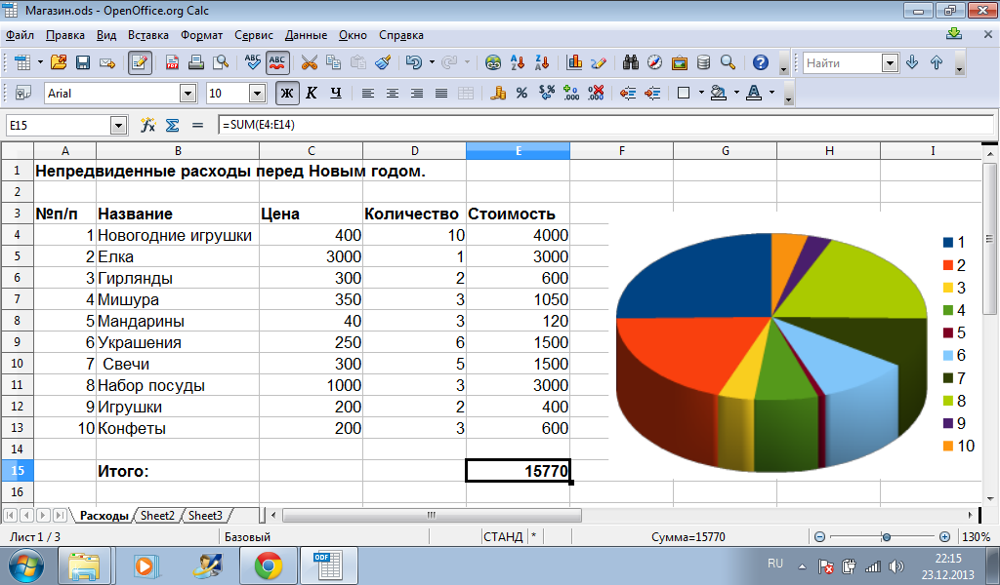 Магазин.ods - OpenOffice.org Calc
Файл Правка Вид Вставка Формат Сервис Данные Окно Справка
Найти
Arial 10 Ж К Ч
E15 =SUM(E4:E14)
A B C D E F G H I
1 Непредвиденные расходы перед Новым годом.
2
3 №п/п Название Цена Количество Стоимость
4 1 Новогодние игрушки 400 10 4000
5 2 Елка 3000 1 3000
6 3 Гирлянды 300 2 600
7 4 Мишура 350 3 1050
8 5 Мандарины 40 3 120
9 6 Украшения 250 6 1500
10 7 Свечи 300 5 1500
11 8 Набор посуды 1000 3 3000
12 9 Игрушки 200 2 400
13 10 Конфеты 200 3 600
14
15 Итого: 15770
16
1
2
3
4
5
6
7
8
9
10
Расходы Sheet2 Sheet3
Лист 1 / 3 Базовый СТАНД * Сумма=15770 130%
RU 22:15
23.12.2013